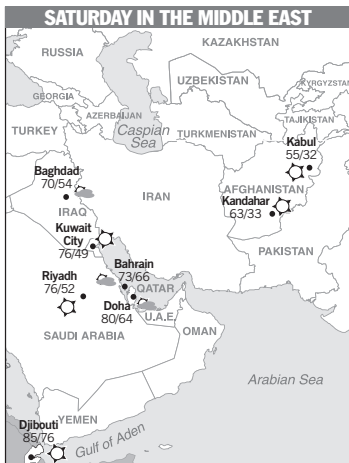 SATURDAY IN THE MIDDLE EAST
RUSSIA
KAZAKHSTAN
UZBEKISTAN
GEORGIA
KYRGYZSTAN
AZERBAIJAN
TAJIKISTAN
TURKEY
Caspian
Sea
TURKMENISTAN
Kabul
55/32
Baghdad
70/54
IRAN
AFGHANISTAN
Kandahar
63/33
IRAQ
Kuwait
City
76/49
PAKISTAN
Bahrain
73/66
Riyadh
76/52
QATAR
Doha
80/64
U.A.E.
OMAN
SAUDI ARABIA
Arabian Sea
YEMEN
Djibouti
85/76
Gulf of Aden